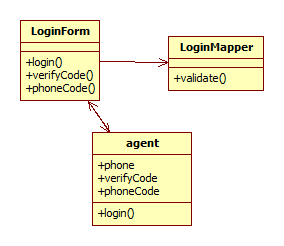 LoginForm
+login()
+verifyCode()
+phoneCode()
LoginMapper
+validate()
agent
+phone
+verifyCode
+phoneCode
+login()